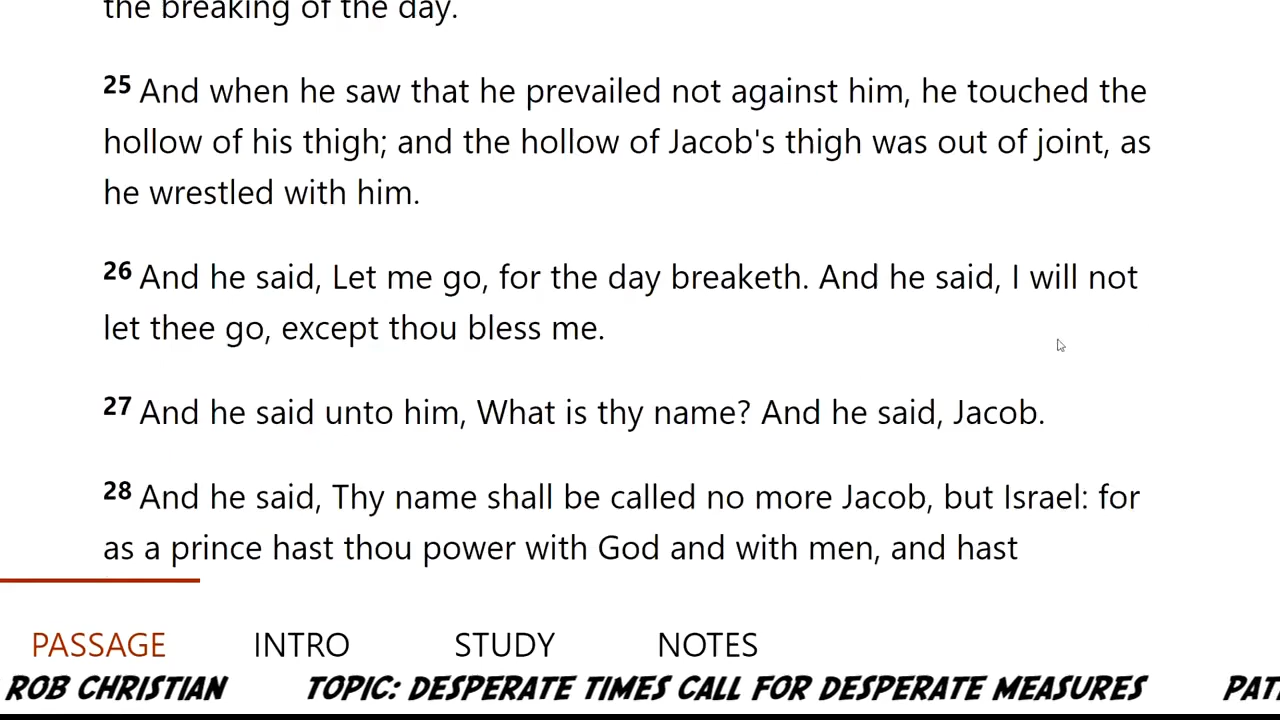 the breaking of the day.
25 And when he saw that he prevailed not against him, he touched the
hollow of his thigh; and the hollow of Jacob's thigh was out of joint, as
he wrestled with him.
26 And he said, Let me go, for the day breaketh. And he said, I will not
let thee go, except thou bless me.
27 And he said unto him, What is thy name? And he said, Jacob.
28 And he said, Thy name shall be called no more Jacob, but Israel: for
as a prince hast thou power with God and with men, and hast
PASSAGE INTRO STUDY NOTES
ROB CHRISTIAN TOPIC: DESPERATE TIMES CALL FOR DESPERATE MEASURES